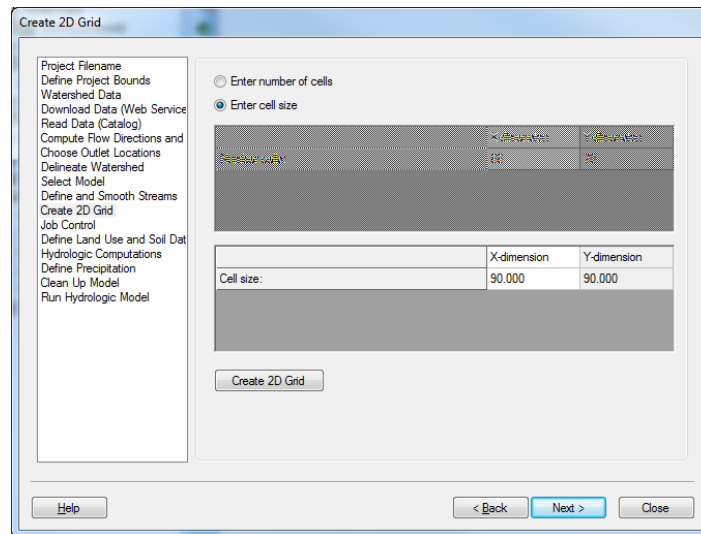 Create 2D Grid
Project Filename
Define Project Bounds
Watershed Data
Download Data (Web Service
Read Data (Catalog)
Compute Flow Directions and
Choose Outlet Locations
Delineate Watershed
Select Model
Define and Smooth Streams
Create 2D Grid
Job Control
Define Land Use and Soil Dat
Hydrologic Computations
Define Precipitation
Clean Up Model
Run Hydrologic Model
Enter number of cells
Enter cell size
X-dimension Y-dimension
X-dimension Y-dimension
Cell size: 90.000 90.000
Create 2D Grid
Help
< Back Next > Close